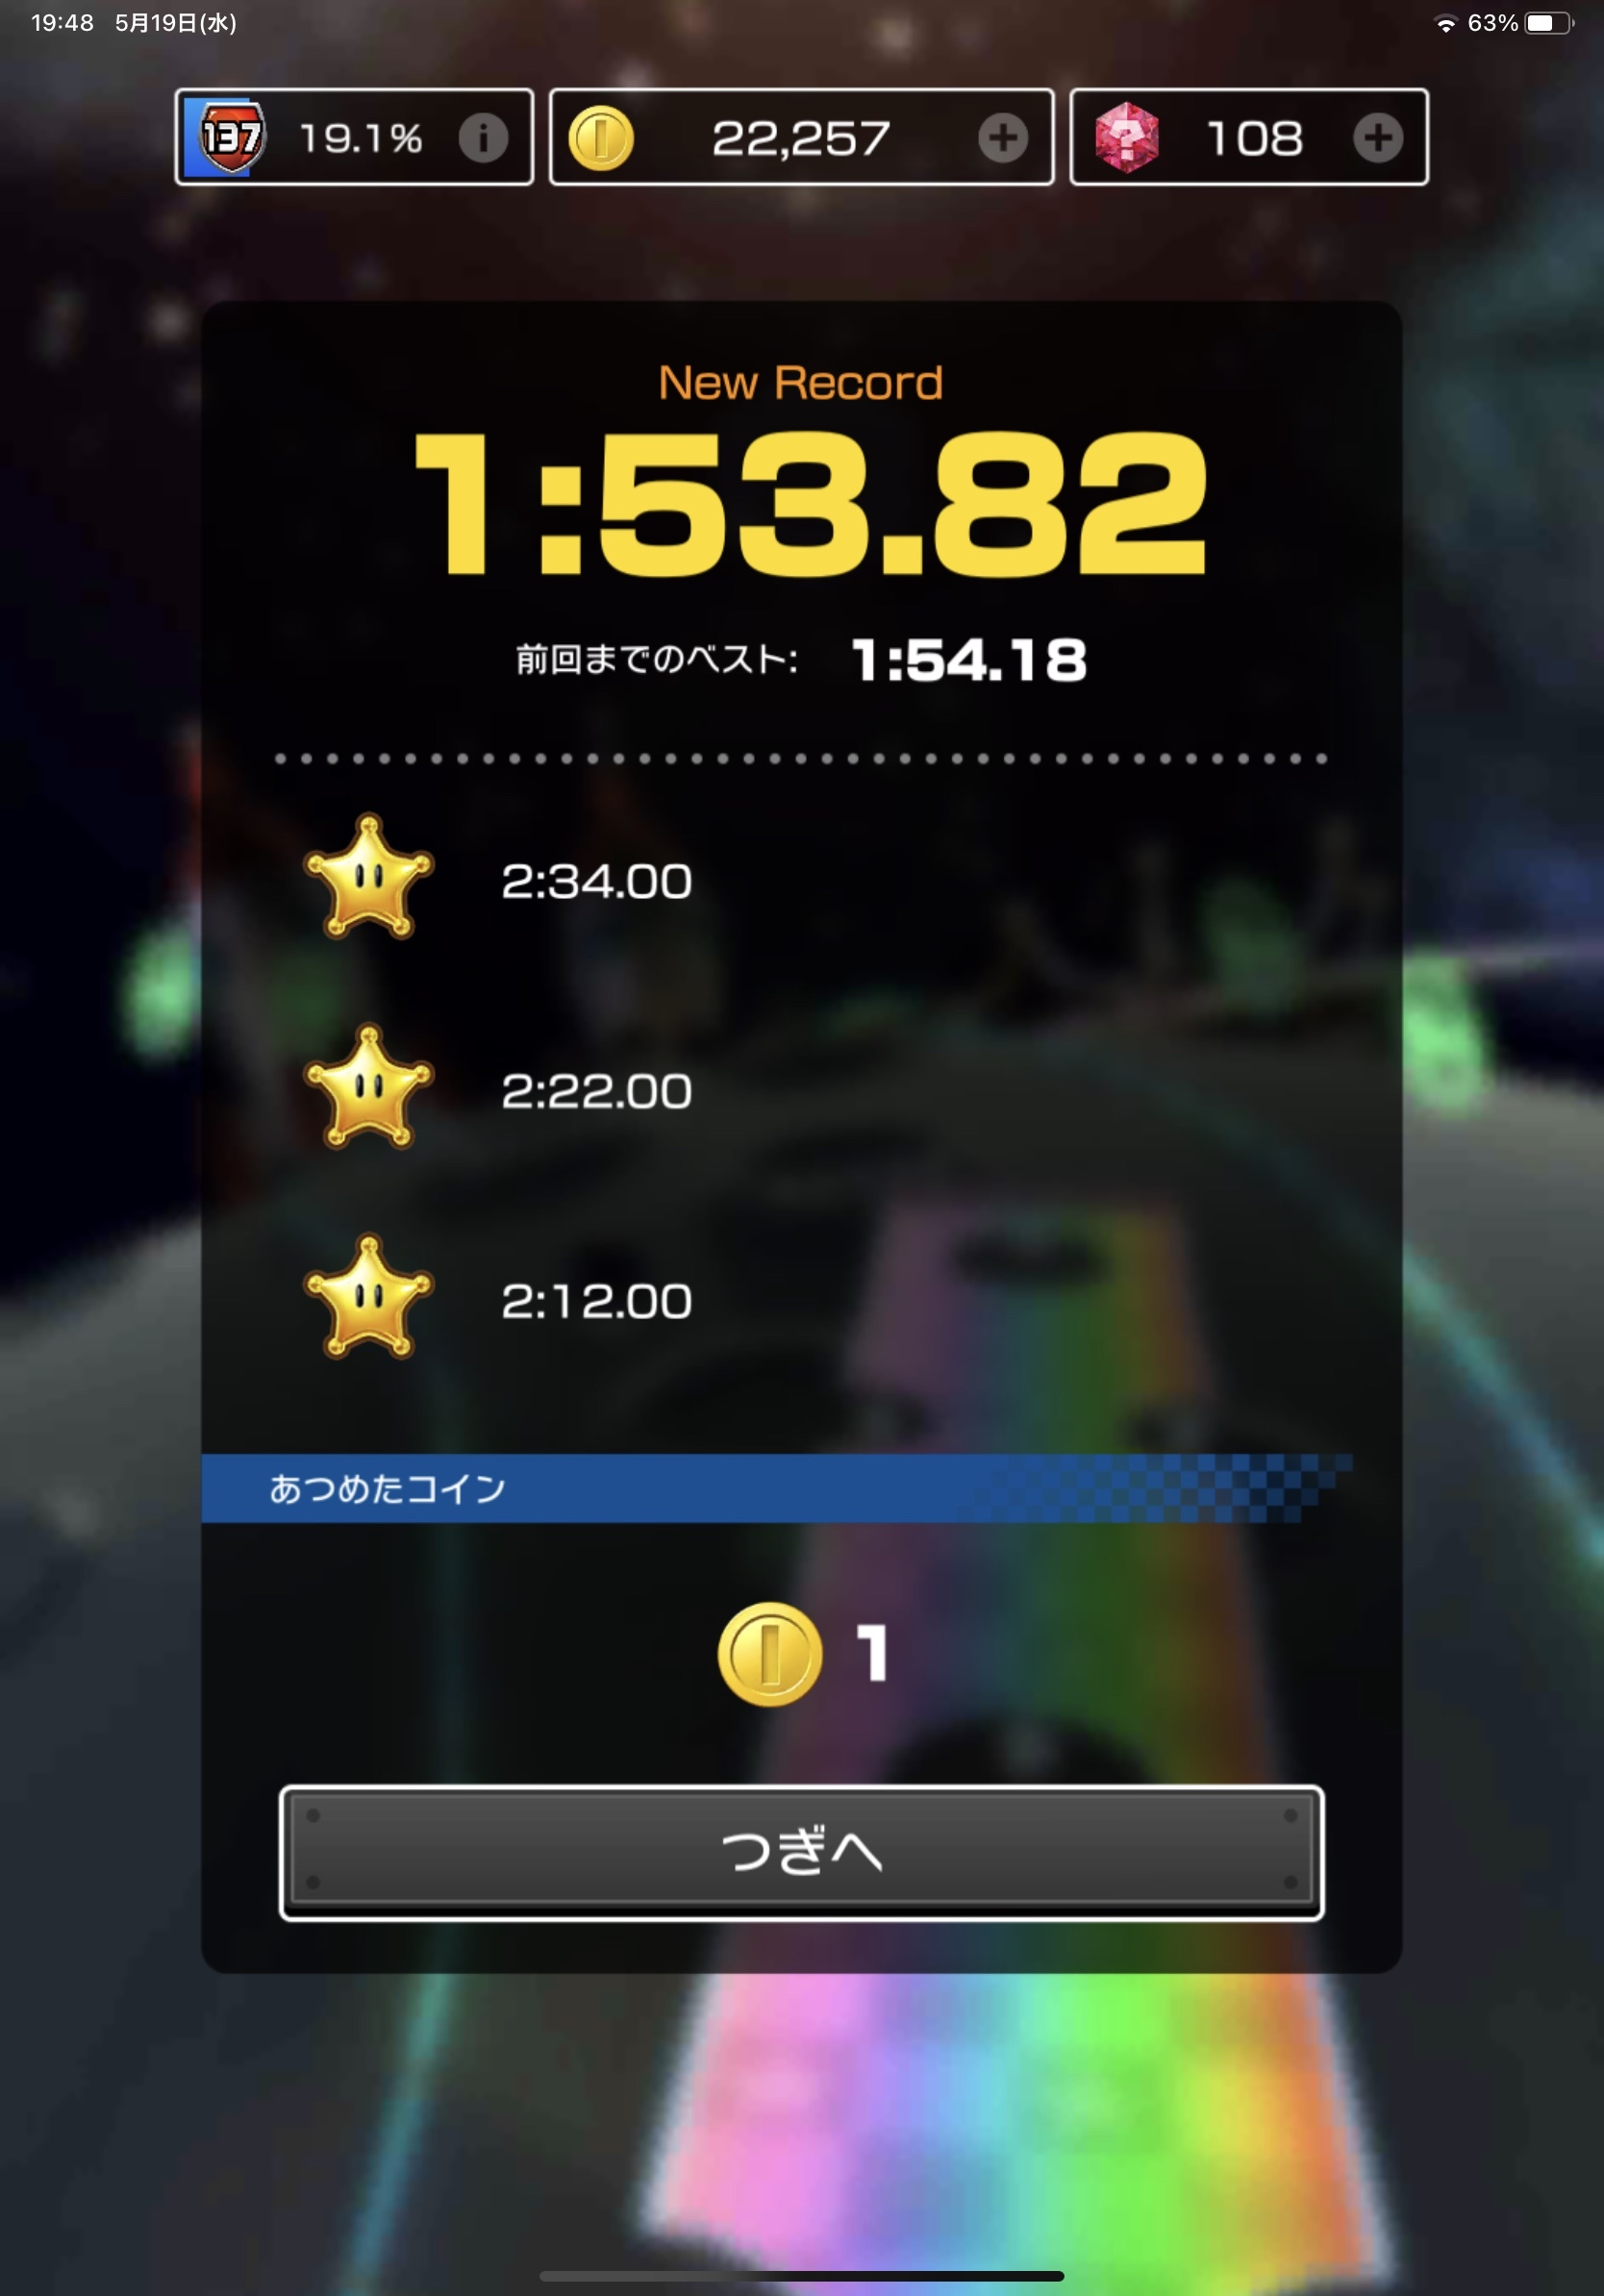 19:48 5月19日(水) 63%
137 19.1% i 22,257 + ? 108 +
New Record
1:53.82
前回までのベスト: 1:54.18
2:34.00
2:22.00
2:12.00
あつめたコイン
1
つぎへ